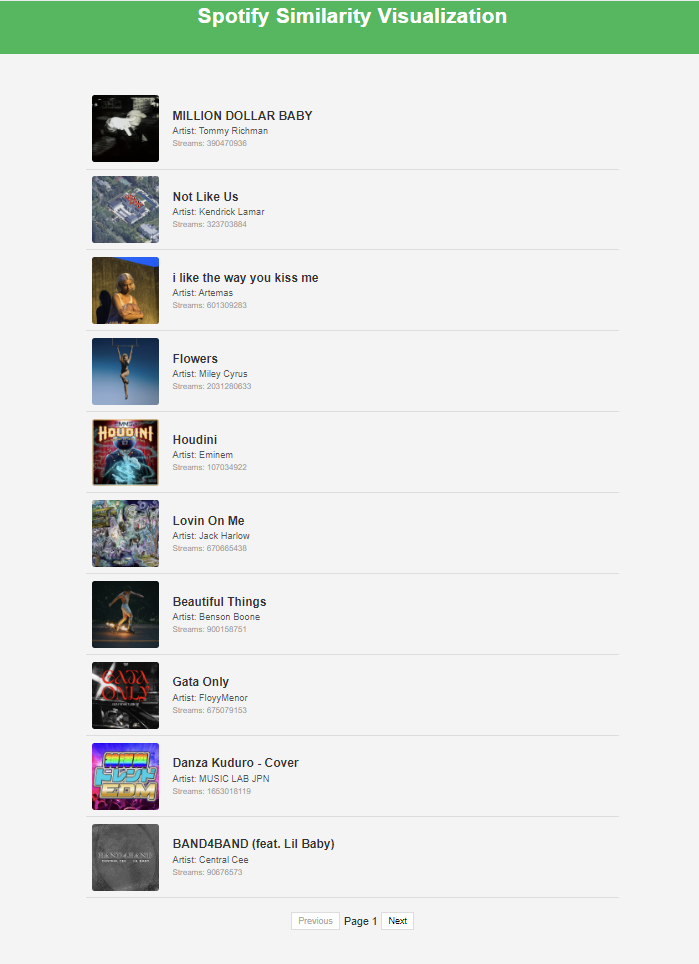 Spotify Similarity Visualization
MILLION DOLLAR BABY
Artist: Tommy Richman
Streams: 390470936
Not Like Us
Artist: Kendrick Lamar
Streams: 323703884
i like the way you kiss me
Artist: Artemas
Streams: 601309283
Flowers
Artist: Miley Cyrus
Streams: 2031280633
HOUDINI
Houdini
Artist: Eminem
Streams: 107034922
Lovin On Me
Artist: Jack Harlow
Streams: 670665438
Beautiful Things
Artist: Benson Boone
Streams: 900158751
GATA
ONLY
Gata Only
Artist: FloyyMenor
Streams: 675079153
トレンド
EDM
Danza Kuduro - Cover
Artist: MUSIC LAB JPN
Streams: 1653018119
BAND4BAND
BAND4BAND (feat. Lil Baby)
Artist: Central Cee
Streams: 90676573
Previous Page 1 Next